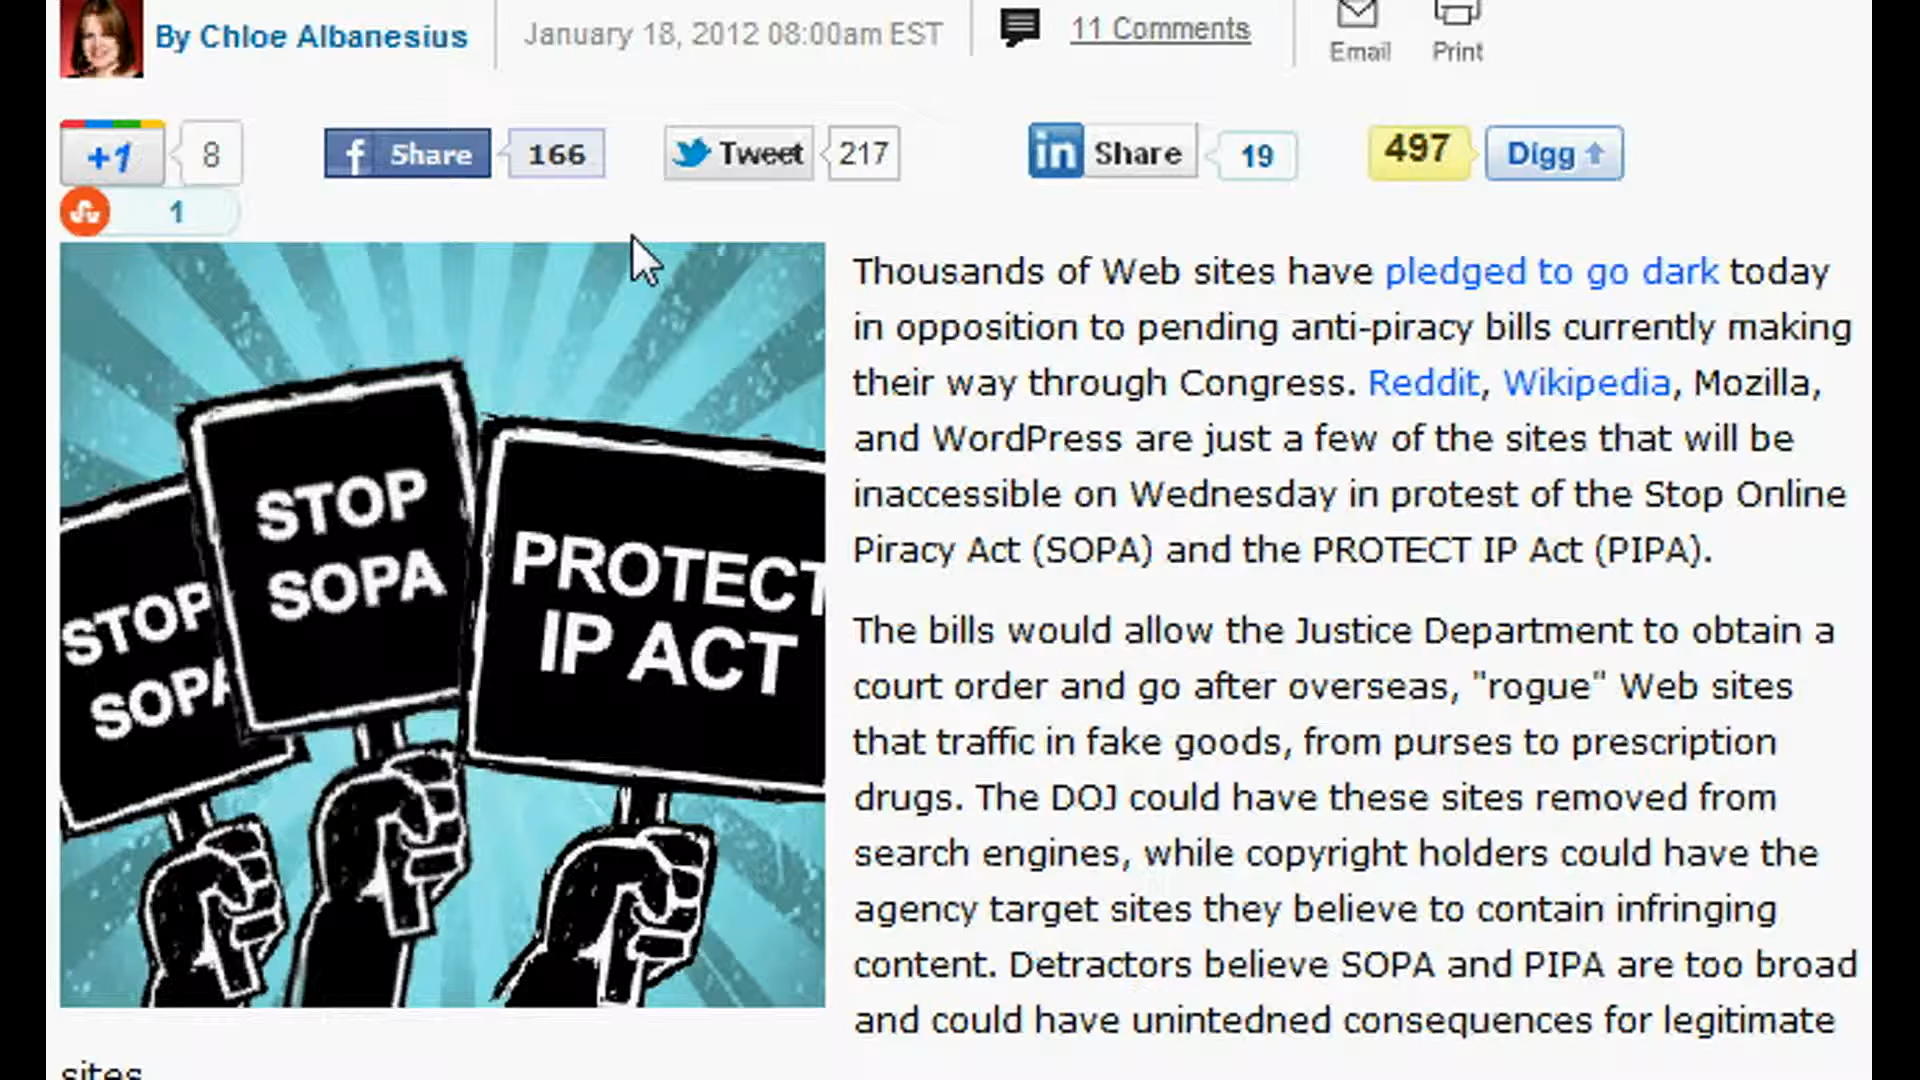 By Chloe Albanesius
January 18, 2012 08:00am EST
11 Comments
Email
Print
+1
8
f Share
166
Tweet
217
in Share
19
497
Digg
1
STOP
SOPA
STOP
SOPA
PROTECT
IP ACT
Thousands of Web sites have pledged to go dark today
in opposition to pending anti-piracy bills currently making
their way through Congress. Reddit, Wikipedia, Mozilla,
and WordPress are just a few of the sites that will be
inaccessible on Wednesday in protest of the Stop Online
Piracy Act (SOPA) and the PROTECT IP Act (PIPA).
The bills would allow the Justice Department to obtain a
court order and go after overseas, "rogue" Web sites
that traffic in fake goods, from purses to prescription
drugs. The DOJ could have these sites removed from
search engines, while copyright holders could have the
agency target sites they believe to contain infringing
content. Detractors believe SOPA and PIPA are too broad
and could have unintedned consequences for legitimate
sites